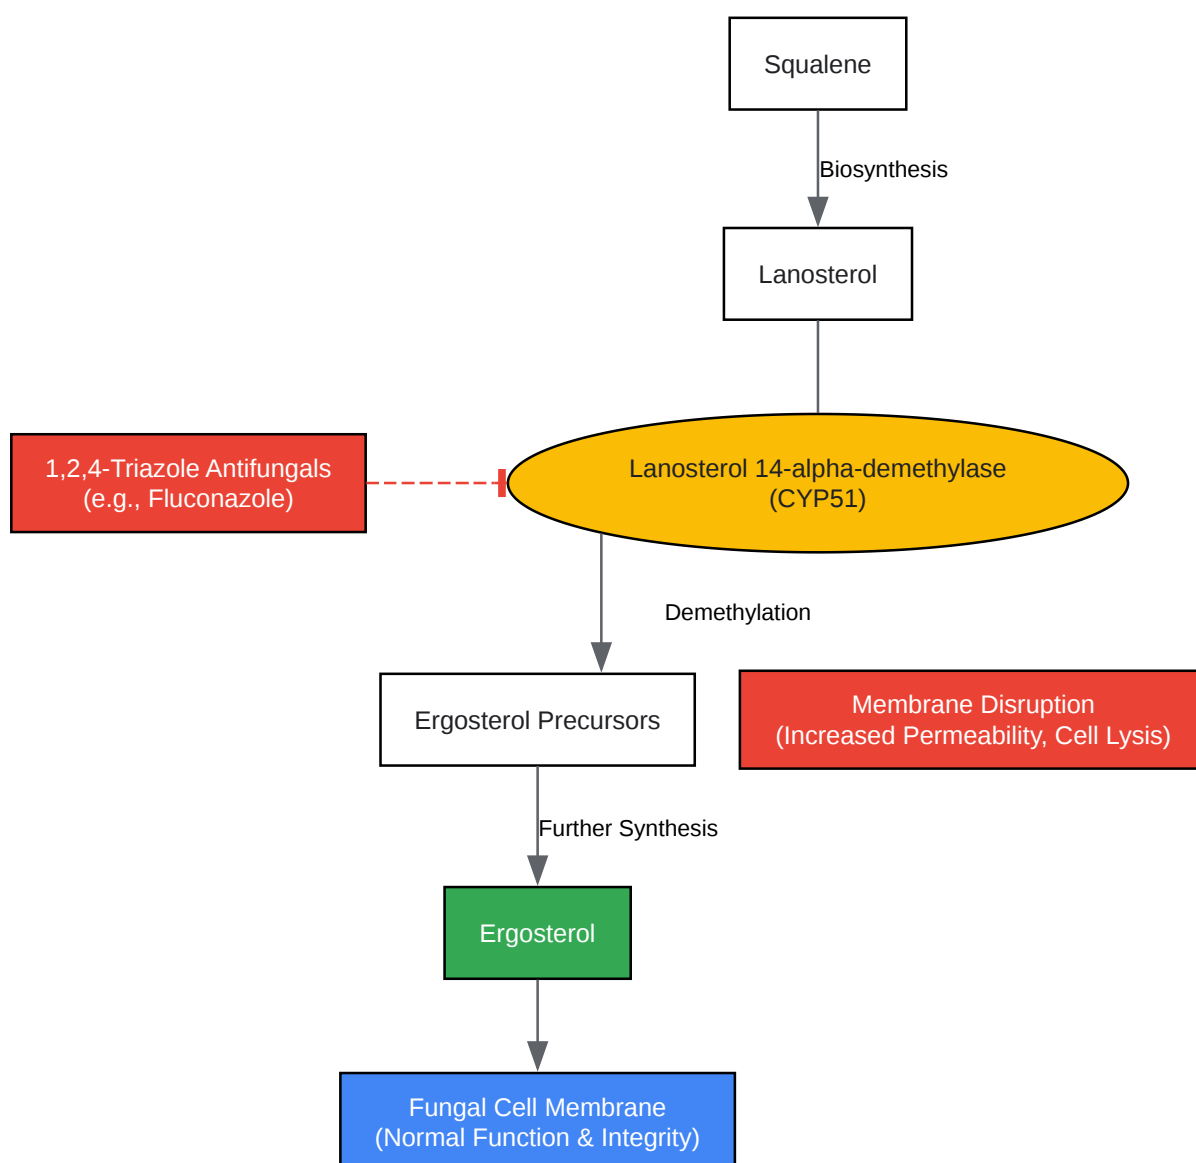 Squalene
Biosynthesis
Lanosterol
1,2,4-Triazole Antifungals
(e.g., Fluconazole)
Lanosterol 14-alpha-demethylase
(CYP51)
Demethylation
Ergosterol Precursors
Membrane Disruption
(Increased Permeability, Cell Lysis)
Further Synthesis
Ergosterol
Fungal Cell Membrane
(Normal Function & Integrity)